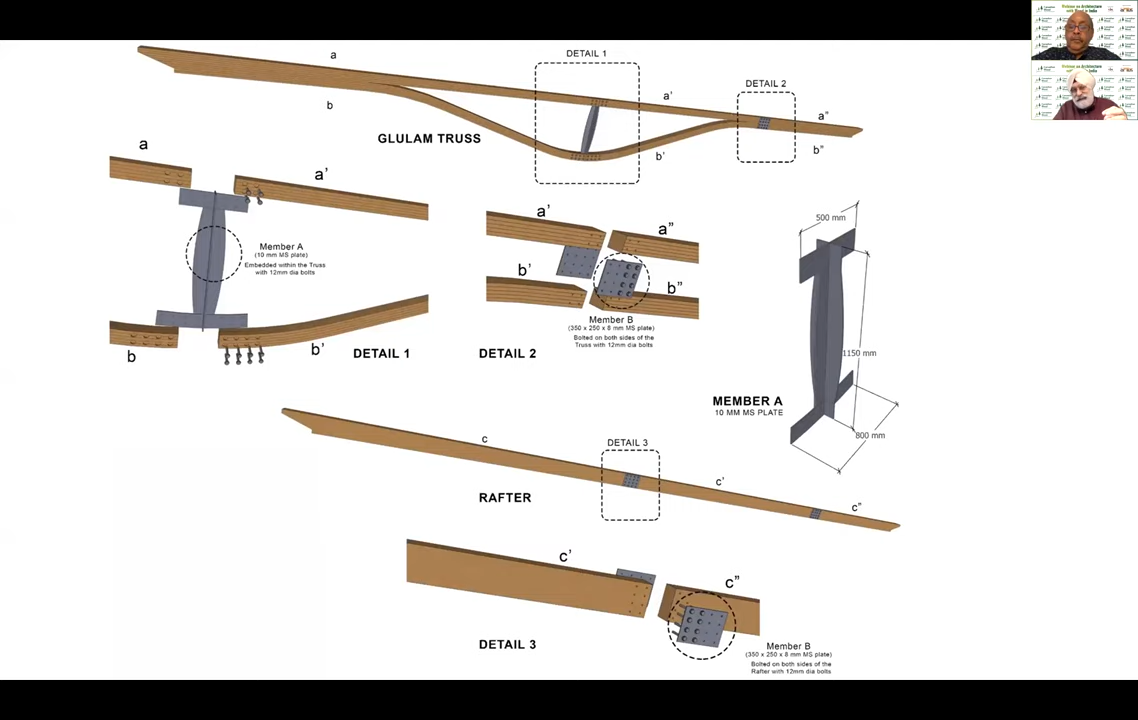 DETAIL 1
a
DETAIL 2
a'
a"
b
GLULAM TRUSS
b'
b"
a
a'
Member A
(10 mm MS plate)
Embedded within the Truss
with 12mm dia bolts
b
b'
DETAIL 1
a'
a"
b'
b"
Member B
(350 x 250 x 8 mm MS plate)
Bolted on both sides of the
Truss with 12mm dia bolts
DETAIL 2
500 mm
1150 mm
800 mm
MEMBER A
10 MM MS PLATE
c
DETAIL 3
c'
c"
RAFTER
c'
c"
DETAIL 3
Member B
(350 x 250 x 8 mm MS plate)
Bolted on both sides of the
Rafter with 12mm dia bolts